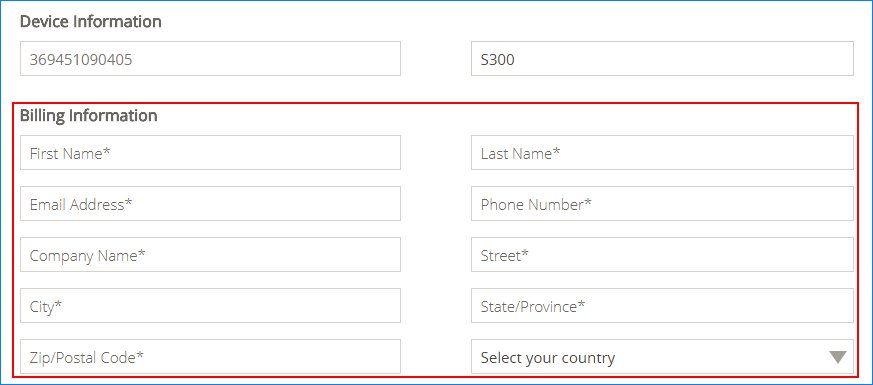 Device Information
369451090405
S300
Billing Information
First Name*
Last Name*
Email Address*
Phone Number*
Company Name*
Street*
City*
State/Province*
Zip/Postal Code*
Select your country